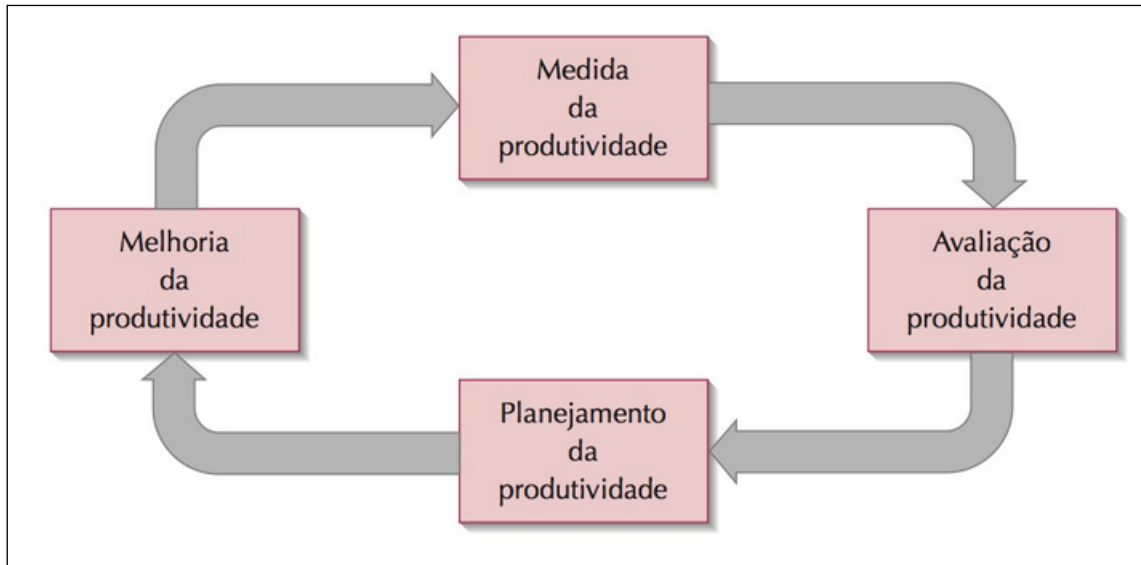 Medida
da
produtividade
Avaliação
da
produtividade
Planejamento
da
produtividade
Melhoria
da
produtividade